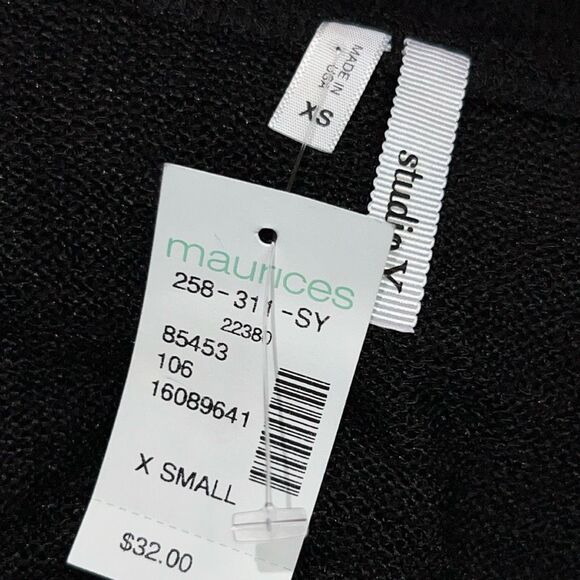 MADE IN
USA
XS
studio Y
maurices
258-311-SY
22380
85453
106
16089641
X SMALL
$32.00